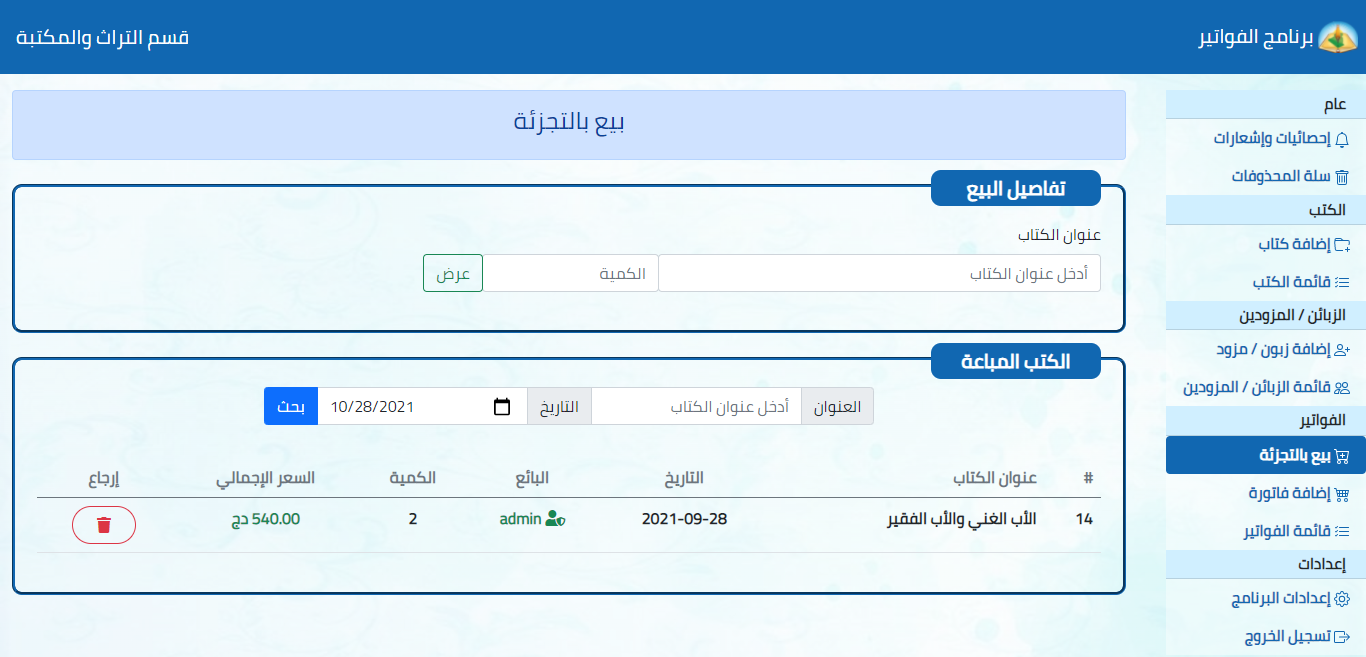 برنامج الفواتير
قسم التراث والمكتبة
عام
إحصائيات وإشعارات
سلة المحذوفات
الكتب
إضافة كتاب
قائمة الكتب
الزبائن / المزودين
إضافة زبون / مزود
قائمة الزبائن / المزودين
الفواتير
بيع بالتجزئة
إضافة فاتورة
قائمة الفواتير
إعدادات
إعدادات البرنامج
تسجيل الخروج
بيع بالتجزئة
تفاصيل البيع
عنوان الكتاب
أدخل عنوان الكتاب الكمية عرض
الكتب المباعة
العنوان أدخل عنوان الكتاب التاريخ 10/28/2021 بحث
# عنوان الكتاب التاريخ البائع الكمية السعر الإجمالي إرجاع
14 الأب الغني والأب الفقير 2021-09-28 admin 2 540.00 دج